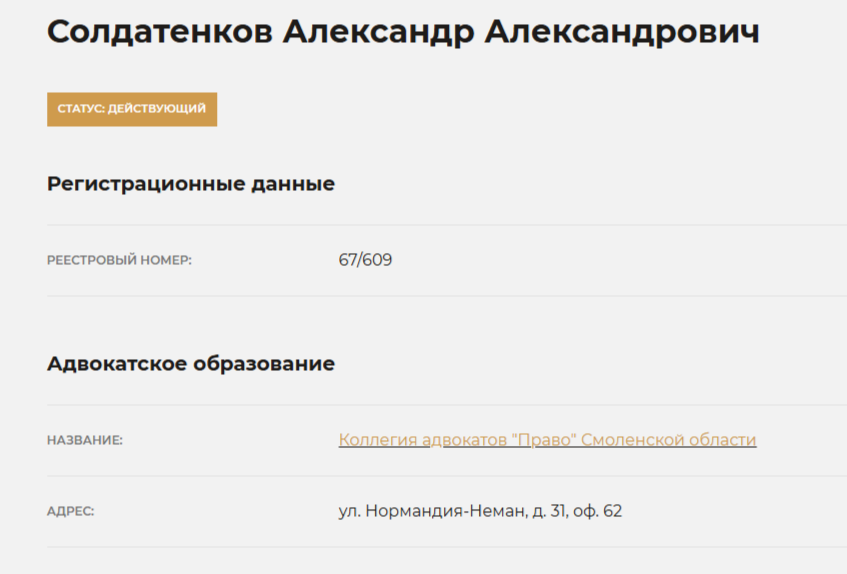 Солдатенков Александр Александрович
СТАТУС: ДЕЙСТВУЮЩИЙ
Регистрационные данные
РЕЕСТРОВЫЙ НОМЕР: 67/609
Адвокатское образование
НАЗВАНИЕ: Коллегия адвокатов "Право" Смоленской области
АДРЕС: ул. Нормандия-Неман, д. 31, оф. 62